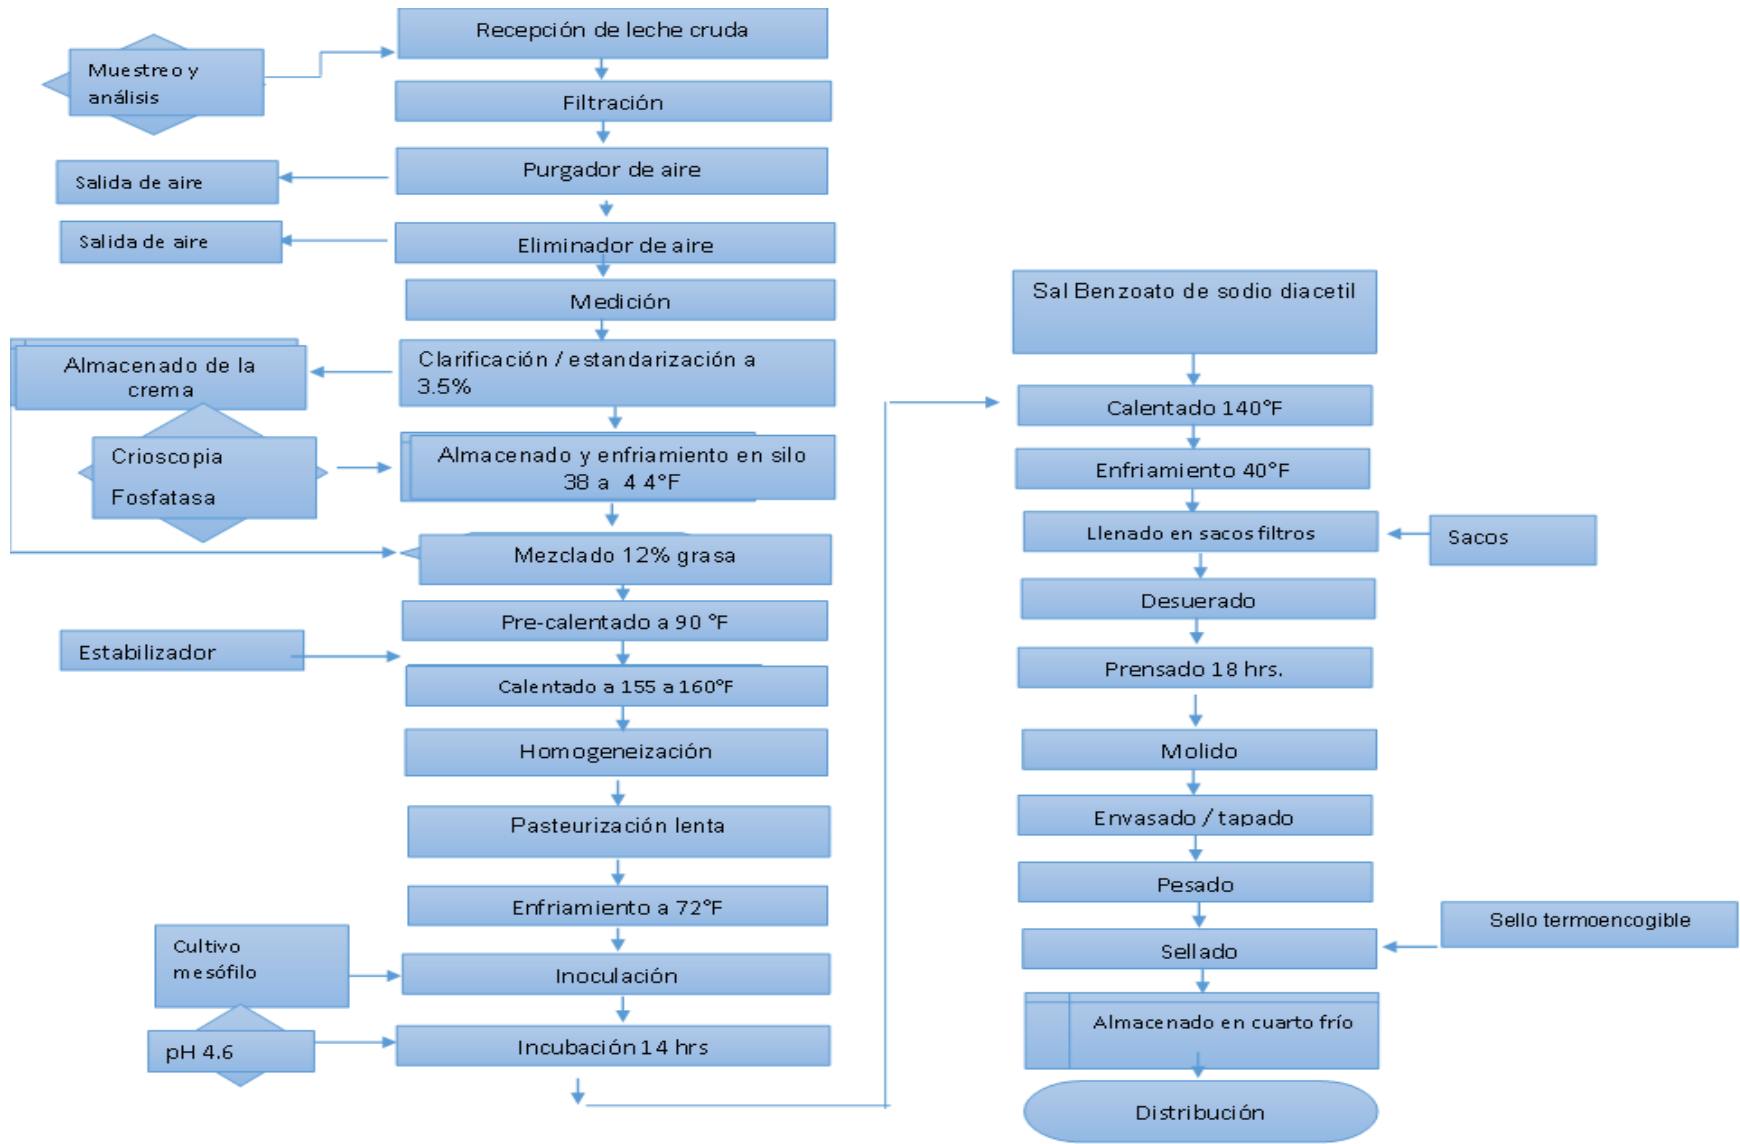 Recepción de leche cruda
Muestreo y
análisis
Filtración
Purgador de aire
Salida de aire
Salida de aire
Eliminador de aire
Medición
Clarificación / estandarización a
3.5%
Almacenado de la
crema
Crioscopia
Fosfatasa
Almacenado y enfriamiento en silo
38 a 4 4°F
Mezclado 12% grasa
Pre-calentado a 90 °F
Estabilizador
Calentado a 155 a 160°F
Homogeneización
Pasteurización lenta
Enfriamiento a 72°F
Cultivo
mesófilo
Inoculación
pH 4.6
Incubación 14 hrs
Sal Benzoato de sodio diacetil
Calentado 140°F
Enfriamiento 40°F
Llenado en sacos filtros
Sacos
Desuerado
Prensado 18 hrs.
Molido
Envasado / tapado
Pesado
Sello termoencogible
Sellado
Almacenado en cuarto frío
Distribución